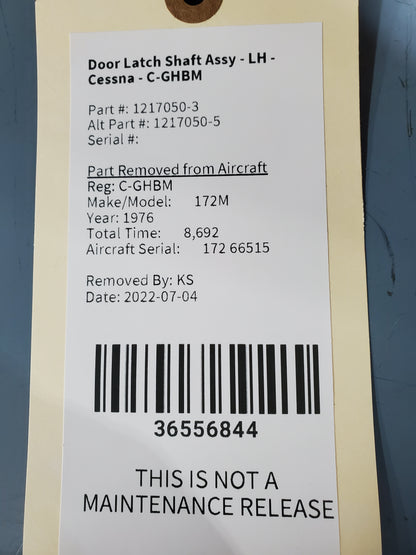 Door Latch Shaft Assy - LH -
Cessna - C-GHBM
Part #: 1217050-3
Alt Part #: 1217050-5
Serial #:
Part Removed from Aircraft
Reg: C-GHBM
Make/Model: 172M
Year: 1976
Total Time: 8,692
Aircraft Serial: 172 66515
Removed By: KS
Date: 2022-07-04
36556844
THIS IS NOT A
MAINTENANCE RELEASE